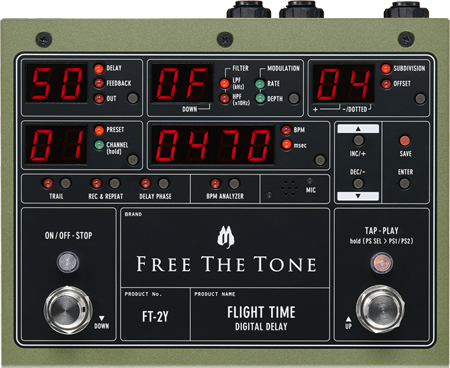 50
DELAY
FEEDBACK
OUT
0F
DOWN
FILTER
LPF
(kHz)
HPF
(x10Hz)
MODULATION
RATE
DEPTH
04
+ -/DOTTED
SUBDIVISION
OFFSET
01
PRESET
CHANNEL
(hold)
0470
BPM
msec
INC/+
DEC/-
SAVE
ENTER
TRAIL
REC & REPEAT
DELAY PHASE
BPM ANALYZER
MIC
ON/OFF - STOP
DOWN
BRAND
FREE THE TONE
PRODUCT No.
FT-2Y
PRODUCT NAME
FLIGHT TIME
DIGITAL DELAY
TAP - PLAY
hold (PS SEL > PS1/PS2)
UP